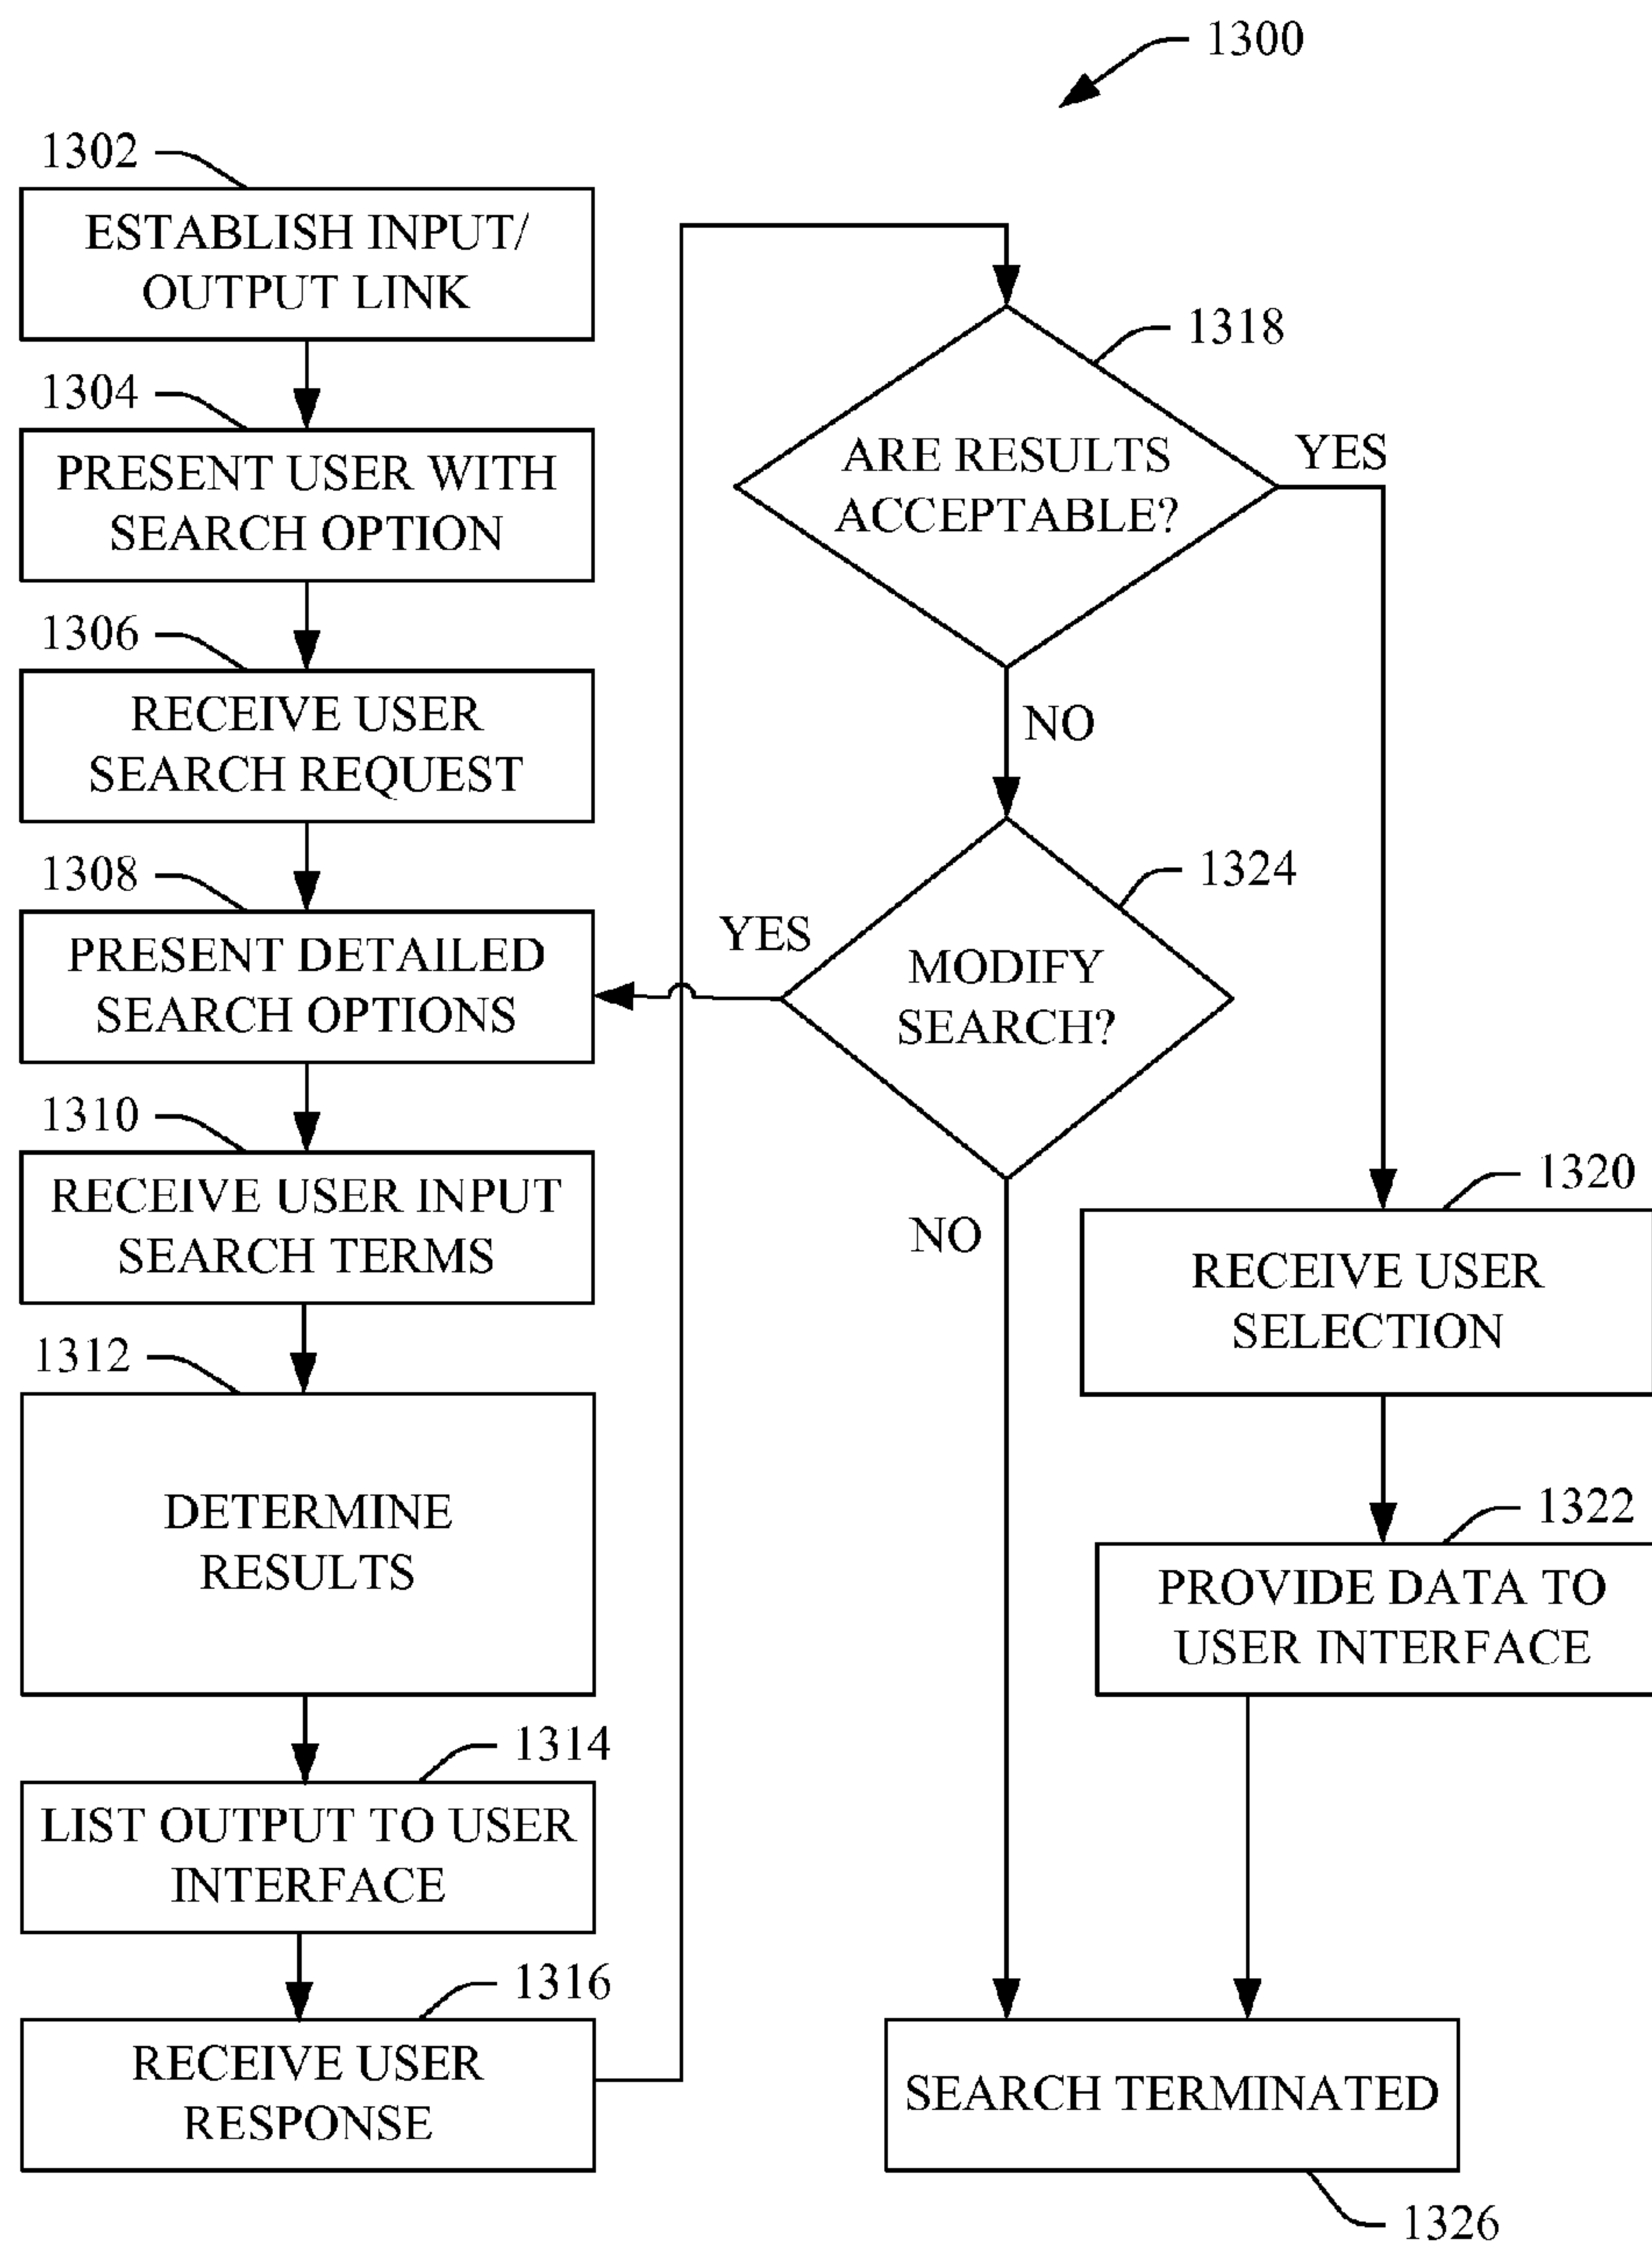 1300
1302
ESTABLISH INPUT/
OUTPUT LINK
1304
PRESENT USER WITH
SEARCH OPTION
1306
RECEIVE USER
SEARCH REQUEST
1308
PRESENT DETAILED
SEARCH OPTIONS
1310
RECEIVE USER INPUT
SEARCH TERMS
1312
DETERMINE
RESULTS
1314
LIST OUTPUT TO USER
INTERFACE
1316
RECEIVE USER
RESPONSE
1318
ARE RESULTS
ACCEPTABLE?
YES
NO
1324
MODIFY
SEARCH?
YES
NO
1320
RECEIVE USER
SELECTION
1322
PROVIDE DATA TO
USER INTERFACE
SEARCH TERMINATED
1326